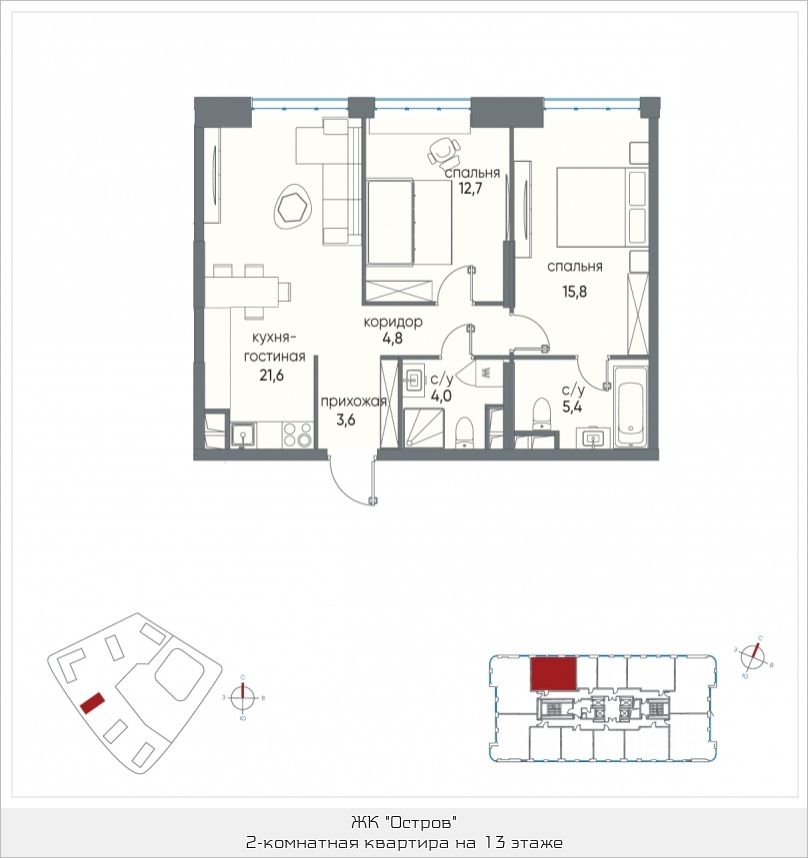 спальня
12,7
спальня
15,8
кухня-
гостиная
21,6
коридор
4,8
прихожая
3,6
с/у
4,0
W
с/у
5,4
С
З
В
Ю
С
З
В
Ю
ЖК "Остров"
2-комнатная квартира на 13 этаже